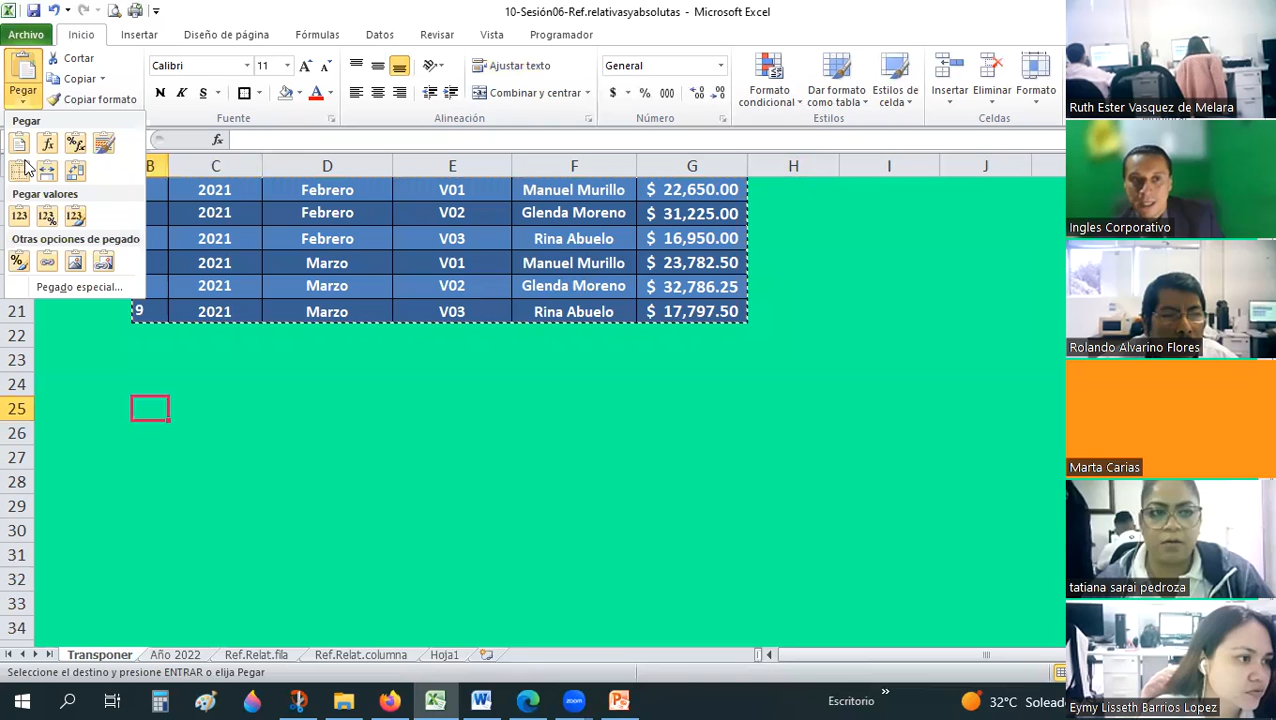 10-Sesión06-Ref.relativasyabsolutas - Microsoft Excel
Archivo Inicio Insertar Diseño de página Fórmulas Datos Revisar Vista Programador
Pegar
Cortar
Copiar
Copiar formato
Calibri 11
N K S
Fuente
Ajustar texto
Combinar y centrar
Alineación
General
$ % 000
Número
Formato condicional
Dar formato como tabla
Estilos de celda
Estilos
Insertar Eliminar Formato
Celdas
Pegar
Pegar valores
123 123 123
Otras opciones de pegado
Pegado especial...
fx
B C D E F G H I J
2021 Febrero V01 Manuel Murillo $ 22,650.00
2021 Febrero V02 Glenda Moreno $ 31,225.00
2021 Febrero V03 Rina Abuelo $ 16,950.00
2021 Marzo V01 Manuel Murillo $ 23,782.50
2021 Marzo V02 Glenda Moreno $ 32,786.25
21 9 2021 Marzo V03 Rina Abuelo $ 17,797.50
22
23
24
25
26
27
28
29
30
31
32
33
34
Transponer Año 2022 Ref.Relat.fila Ref.Relat.columna Hoja1
Seleccione el destino y presione ENTRAR o elija Pegar
zoom
Escritorio
32°C Soleado
Ruth Ester Vasquez de Melara
Ingles Corporativo
Rolando Alvarino Flores
Marta Carias
tatiana sarai pedroza
Eymy Lisseth Barrios Lopez